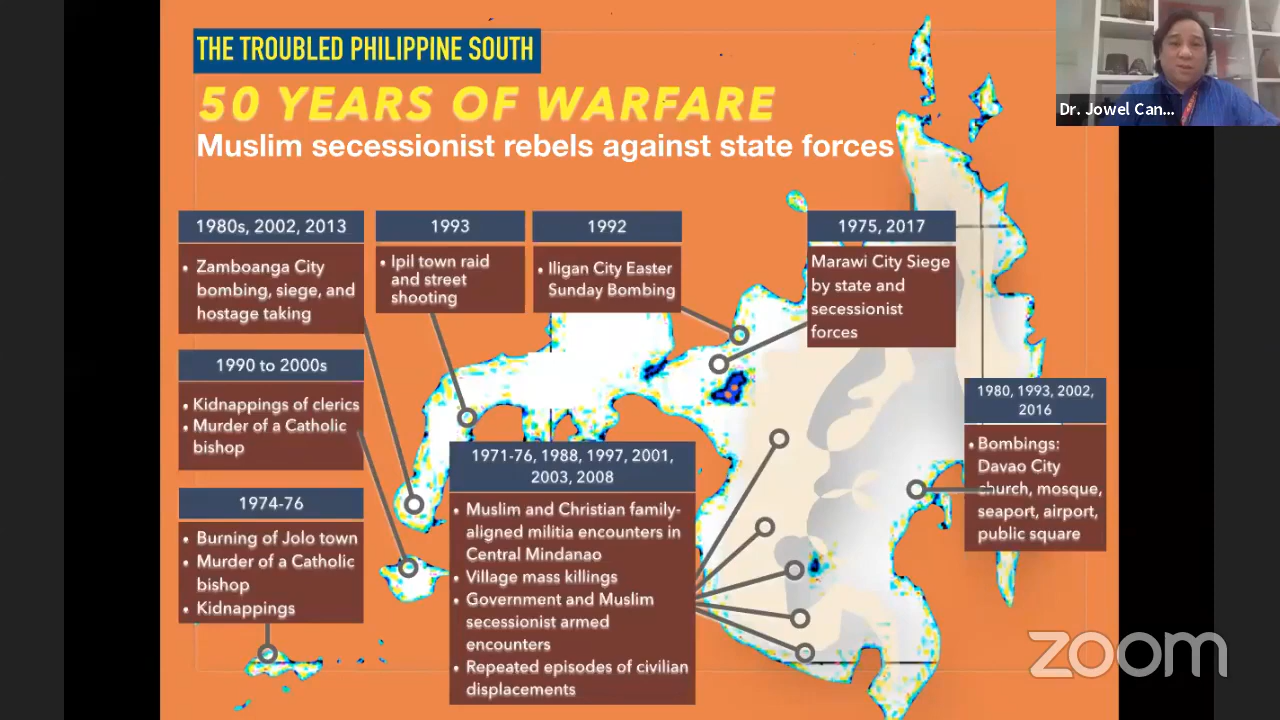 THE TROUBLED PHILIPPINE SOUTH
50 YEARS OF WARFARE
Muslim secessionist rebels against state forces
Dr. Jowel Can...
1980s, 2002, 2013
• Zamboanga City
bombing, siege, and
hostage taking
1993
• Ipil town raid
and street
shooting
1992
• Iligan City Easter
Sunday Bombing
1975, 2017
Marawi City Siege
by state and
secessionist
forces
1990 to 2000s
• Kidnappings of clerics
• Murder of a Catholic
bishop
1980, 1993, 2002,
2016
• Bombings:
Davao City
church, mosque,
seaport, airport,
public square
1974-76
• Burning of Jolo town
• Murder of a Catholic
bishop
• Kidnappings
1971-76, 1988, 1997, 2001,
2003, 2008
• Muslim and Christian family-
aligned militia encounters in
Central Mindanao
• Village mass killings
• Government and Muslim
secessionist armed
encounters
• Repeated episodes of civilian
displacements
zoom